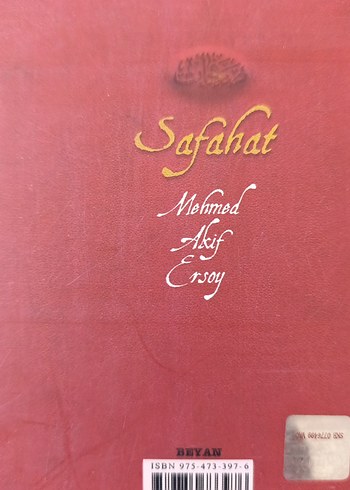 Safahat
Mehmed
Akif
Ersoy
BEYAN
ISBN 975-473-397-6